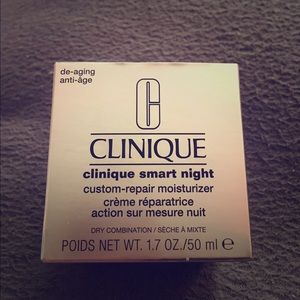 de-aging
anti-âge
C
CLINIQUE
clinique smart night
custom-repair moisturizer
crème réparatrice
action sur mesure nuit
DRY COMBINATION / SÈCHE À MIXTE
POIDS NET WT. 1.7 OZ./50 ml ℮